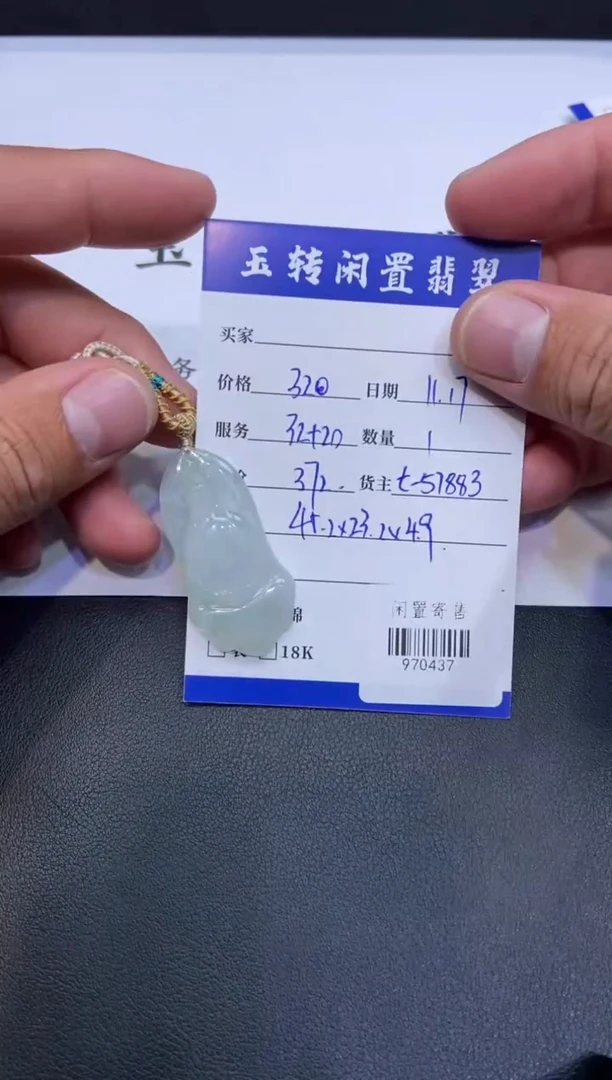 玉转闲置翡翠
买家
价格 320 日期 11.17
服务 32+20 数量 1
372. 货主 t-51883
45.2x23.2x4.9
闲置寄售
18K
970437